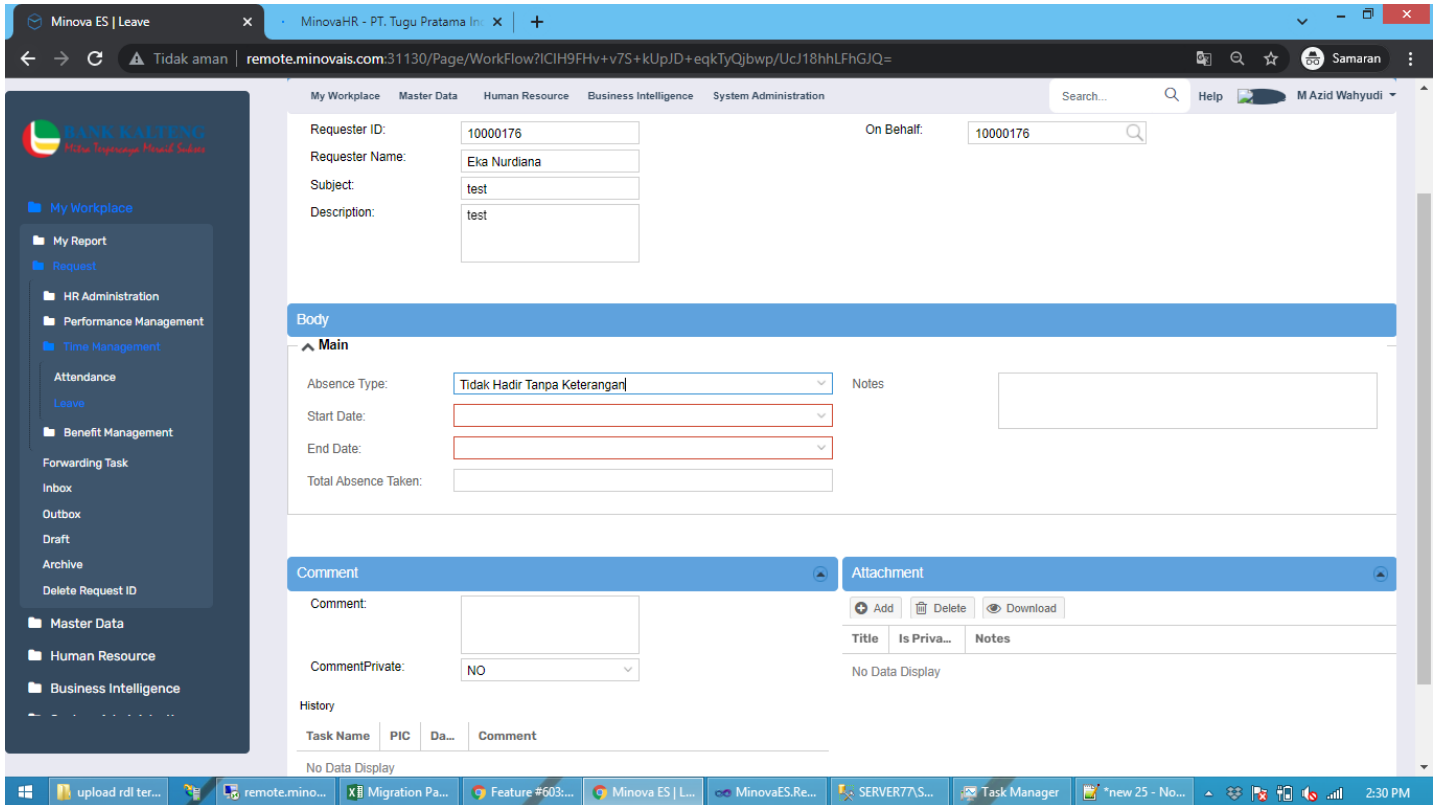 Minova ES | Leave
MinovaHR - PT. Tugu Pratama Inc
Tidak aman
remote.minovais.com:31130/Page/WorkFlow?ICIH9FHv+v7S+kUpJD+eqkTyQjbwp/UcJ18hhLFhGJQ=
Samaran
My Workplace Master Data Human Resource Business Intelligence System Administration
Search... Help M Azid Wahyudi
BANK KALTENG
Mitra Terpercaya Meraih Sukses
My Workplace
My Report
Request
HR Administration
Performance Management
Time Management
Attendance
Leave
Benefit Management
Forwarding Task
Inbox
Outbox
Draft
Archive
Delete Request ID
Master Data
Human Resource
Business Intelligence
Requester ID: 10000176 On Behalf: 10000176
Requester Name: Eka Nurdiana
Subject: test
Description: test
Body
Main
Absence Type: Tidak Hadir Tanpa Keterangan Notes
Start Date:
End Date:
Total Absence Taken:
Comment
Comment:
CommentPrivate: NO
History
Task Name PIC Da... Comment
No Data Display
Attachment
Add Delete Download
Title Is Priva... Notes
No Data Display
upload rdl ter... remote.mino... Migration Pa... Feature #603:... Minova ES | L... MinovaES.Re... SERVER77\S... Task Manager *new 25 - No... 2:30 PM